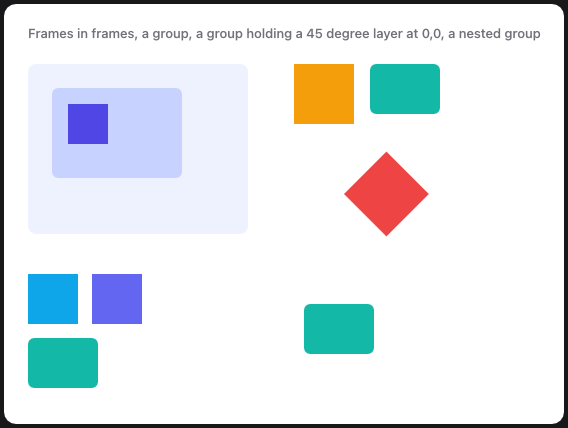 Frames in frames, a group, a group holding a 45 degree layer at 0,0, a nested group